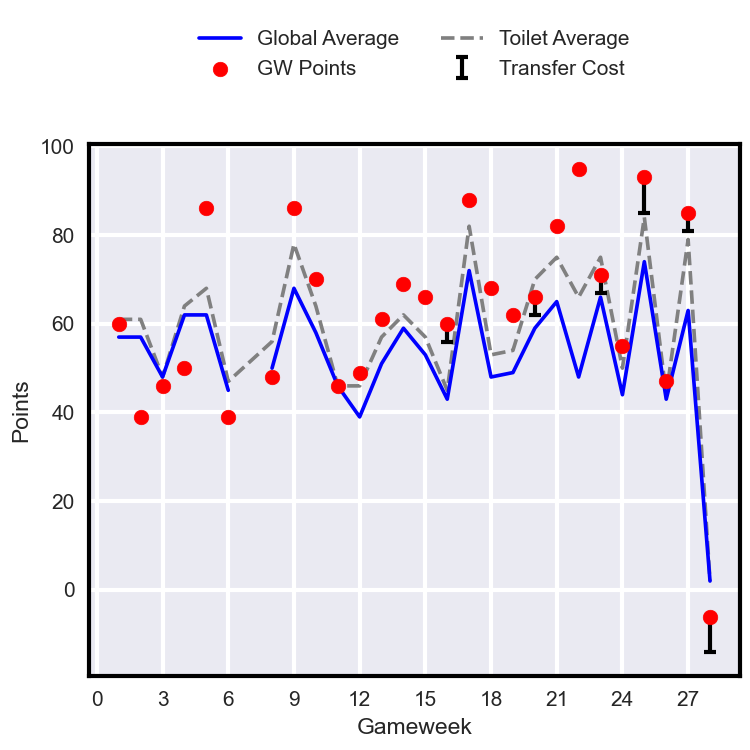 Global Average
Toilet Average
GW Points
Transfer Cost
100
80
60
40
20
0
Points
0 3 6 9 12 15 18 21 24 27
Gameweek